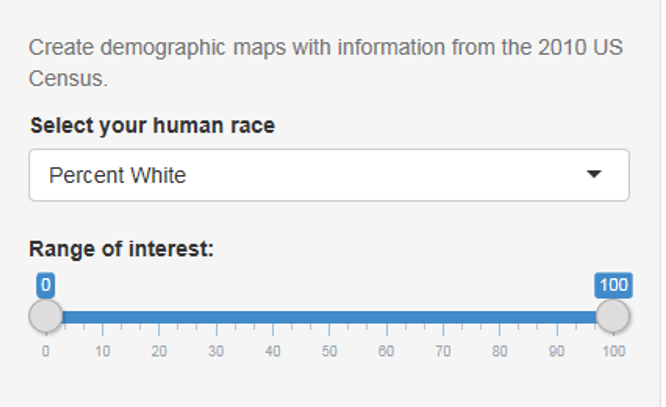 Create demographic maps with information from the 2010 US
Census.
Select your human race
Percent White
Range of interest:
0 100
0 10 20 30 40 50 60 70 80 90 100